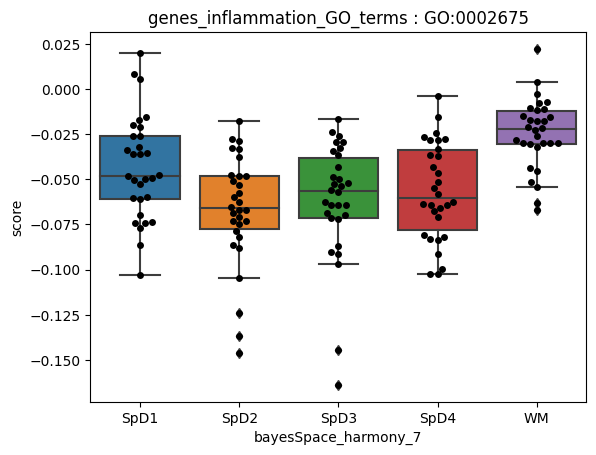 genes_inflammation_GO_terms : GO:0002675
0.025
0.000
−0.025
−0.050
−0.075
−0.100
−0.125
−0.150
score
SpD1 SpD2 SpD3 SpD4 WM
bayesSpace_harmony_7